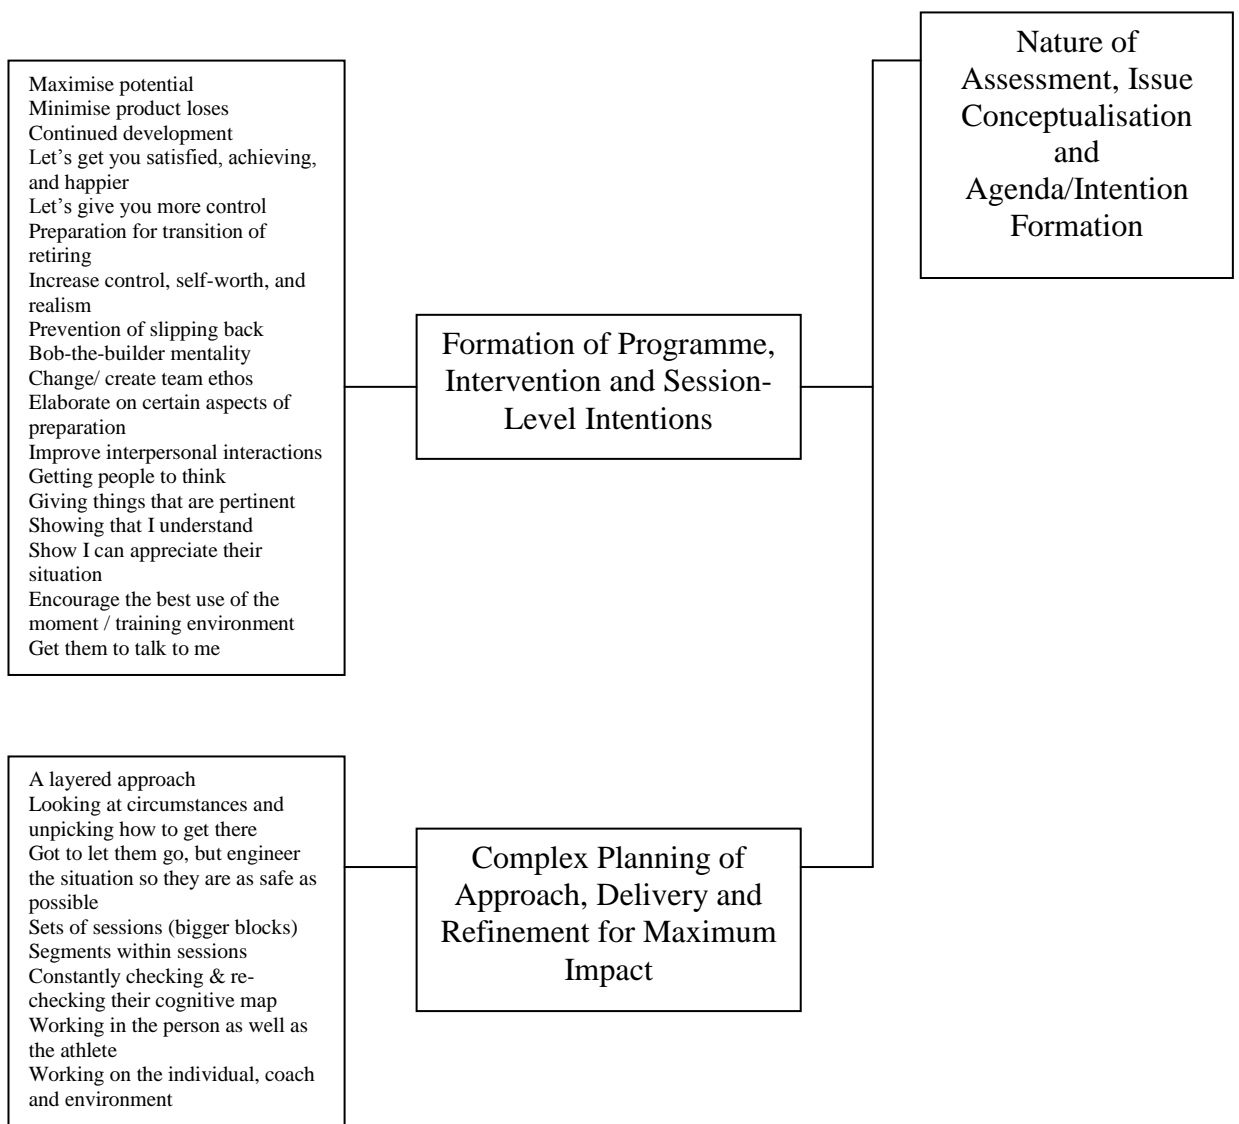 Maximise potential
Minimise product loses
Continued development
Let’s get you satisfied, achieving,
and happier
Let’s give you more control
Preparation for transition of
retiring
Increase control, self-worth, and
realism
Prevention of slipping back
Bob-the-builder mentality
Change/ create team ethos
Elaborate on certain aspects of
preparation
Improve interpersonal interactions
Getting people to think
Giving things that are pertinent
Showing that I understand
Show I can appreciate their
situation
Encourage the best use of the
moment / training environment
Get them to talk to me
Formation of Programme,
Intervention and Session-
Level Intentions
Nature of
Assessment, Issue
Conceptualisation
and
Agenda/Intention
Formation
A layered approach
Looking at circumstances and
unpicking how to get there
Got to let them go, but engineer
the situation so they are as safe as
possible
Sets of sessions (bigger blocks)
Segments within sessions
Constantly checking & re-
checking their cognitive map
Working in the person as well as
the athlete
Working on the individual, coach
and environment
Complex Planning of
Approach, Delivery and
Refinement for Maximum
Impact